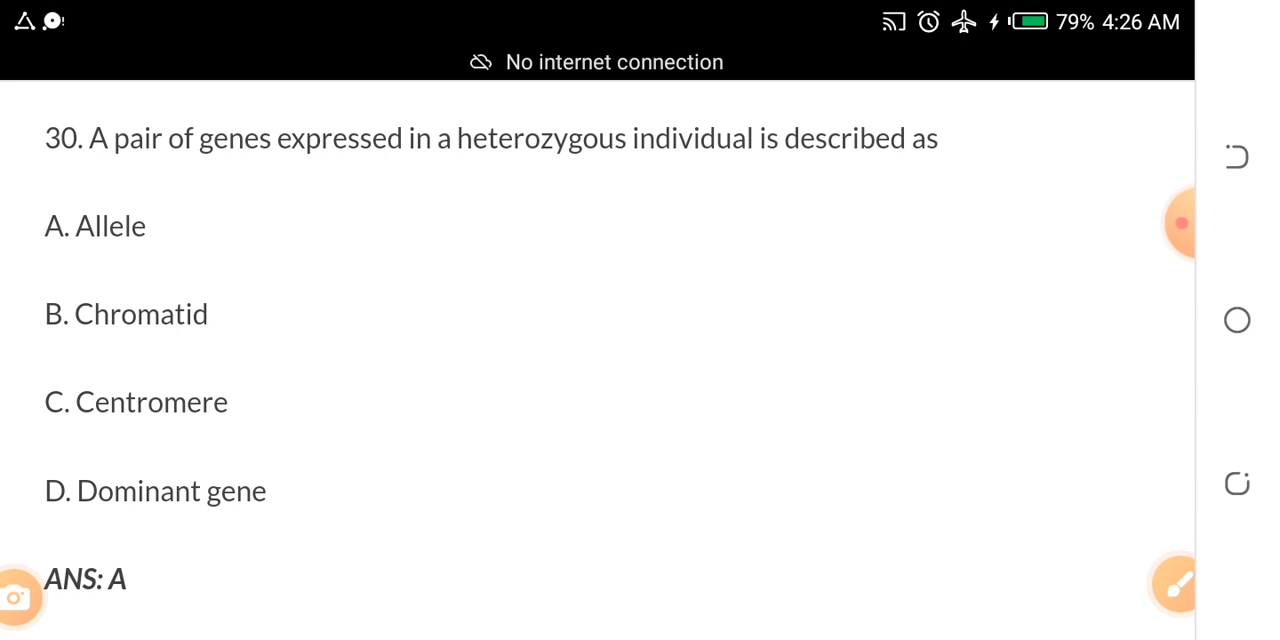 79% 4:26 AM
No internet connection
30. A pair of genes expressed in a heterozygous individual is described as
A. Allele
B. Chromatid
C. Centromere
D. Dominant gene
ANS: A